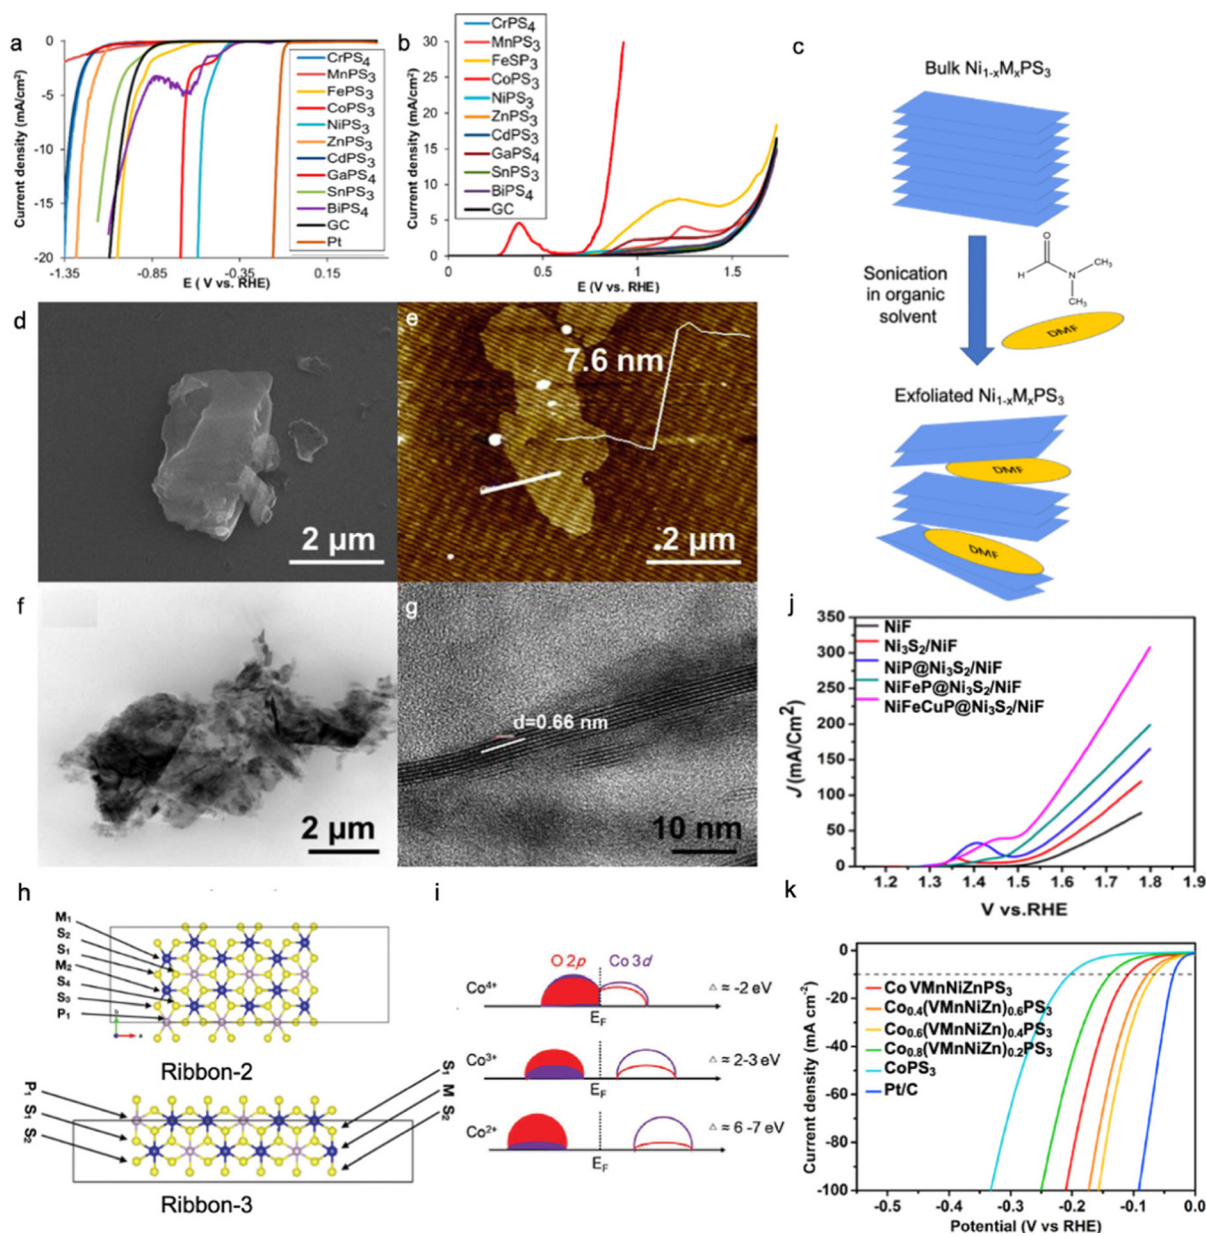 a
Current density (mA/cm²)
0
-5
-10
-15
-20
-1.35
-0.85
-0.35
0.15
E ( V vs. RHE)
CrPS₄
MnPS₃
FePS₃
CoPS₃
NiPS₃
ZnPS₃
CdPS₃
GaPS₄
SnPS₃
BiPS₄
GC
Pt
b
Current density (mA/cm²)
30
25
20
15
10
5
0
0
0.5
1
1.5
E (V vs. RHE)
CrPS₄
MnPS₃
FeSP₃
CoPS₃
NiPS₃
ZnPS₃
CdPS₃
GaPS₄
SnPS₃
BiPS₄
GC
c
Bulk Ni₁₋ₓMₓPS₃
Sonication
in organic
solvent
O
H
N
CH₃
CH₃
DMF
Exfoliated Ni₁₋ₓMₓPS₃
DMF
DMF
d
2 µm
e
7.6 nm
.2 µm
f
2 µm
g
d=0.66 nm
10 nm
h
M₁
S₂
S₁
M₂
S₄
S₃
P₁
b
a
Ribbon-2
P₁
S₁
S₂
S₁
M
S₂
Ribbon-3
i
O 2p
Co 3d
Co⁴⁺
E_F
△ ≈ -2 eV
Co³⁺
E_F
△ ≈ 2-3 eV
Co²⁺
E_F
△ ≈ 6 -7 eV
j
J (mA/Cm²)
350
300
250
200
150
100
50
0
1.2
1.3
1.4
1.5
1.6
1.7
1.8
1.9
V vs.RHE
NiF
Ni₃S₂/NiF
NiP@Ni₃S₂/NiF
NiFeP@Ni₃S₂/NiF
NiFeCuP@Ni₃S₂/NiF
k
Current density (mA cm⁻²)
0
-20
-40
-60
-80
-100
-0.5
-0.4
-0.3
-0.2
-0.1
0.0
Potential (V vs RHE)
Co VMnNiZnPS₃
Co₀.₄(VMnNiZn)₀.₆PS₃
Co₀.₆(VMnNiZn)₀.₄PS₃
Co₀.₈(VMnNiZn)₀.₂PS₃
CoPS₃
Pt/C